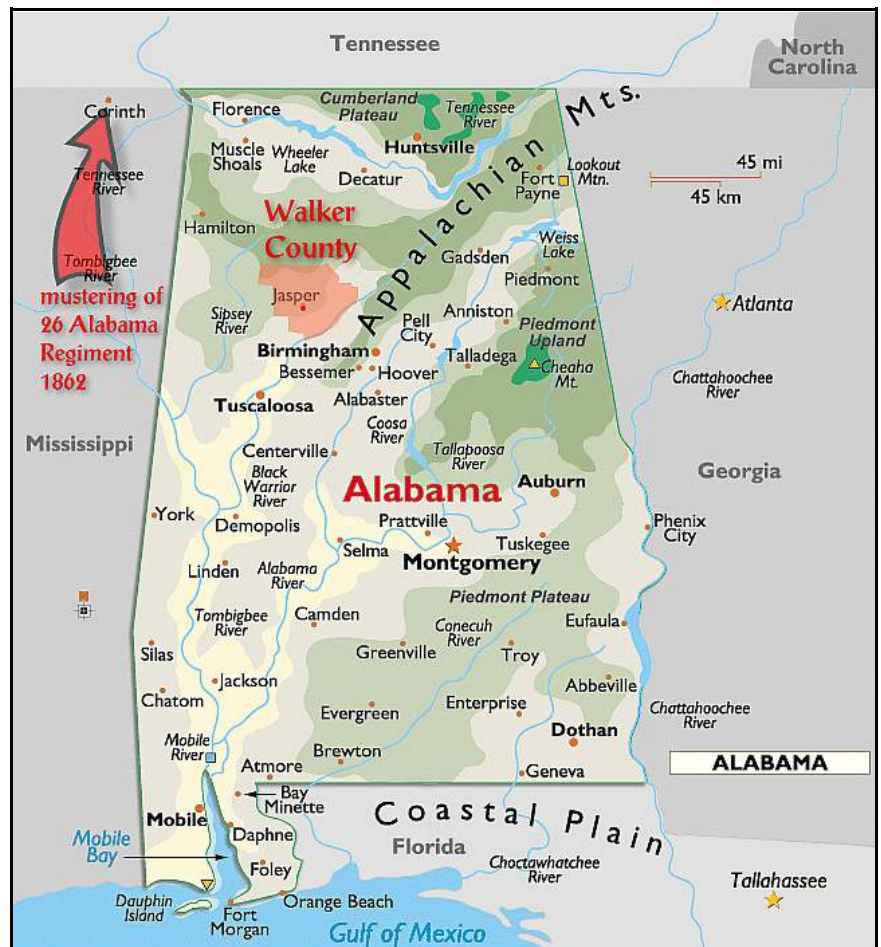 Tennessee
North
Carolina
Corinth
Florence
Cumberland
Plateau
Tennessee
River
Appalachian Mts.
Muscle
Shoals
Wheeler
Lake
Huntsville
Decatur
Fort
Payne
Lookout
Mtn.
45 mi
45 km
Tennessee
River
Hamilton
Walker
County
Gadsden
Weiss
Lake
Tombigbee
River
Piedmont
mustering of
26 Alabama
Regiment
1862
Jasper
Sipsey
River
Anniston
Atlanta
Pell
City
Piedmont
Upland
Birmingham
Talladega
Cheaha
Mt.
Bessemer
Hoover
Chattahoochee
River
Tuscaloosa
Alabaster
Coosa
River
Mississippi
Centerville
Tallapoosa
River
Georgia
Black
Warrior
River
Alabama
Auburn
York
Demopolis
Prattville
Phenix
City
Selma
Tuskegee
Montgomery
Linden
Alabama
River
Piedmont Plateau
Tombigbee
River
Camden
Conecuh
River
Eufaula
Silas
Greenville
Troy
Jackson
Abbeville
Chatom
Evergreen
Enterprise
Chattahoochee
River
Mobile
River
Brewton
Dothan
ALABAMA
Atmore
Geneva
Bay
Minette
Coastal Plain
Mobile
Daphne
Mobile
Bay
Florida
Foley
Choctawhatchee
River
Tallahassee
Dauphin
Island
Fort
Morgan
Orange Beach
Gulf of Mexico